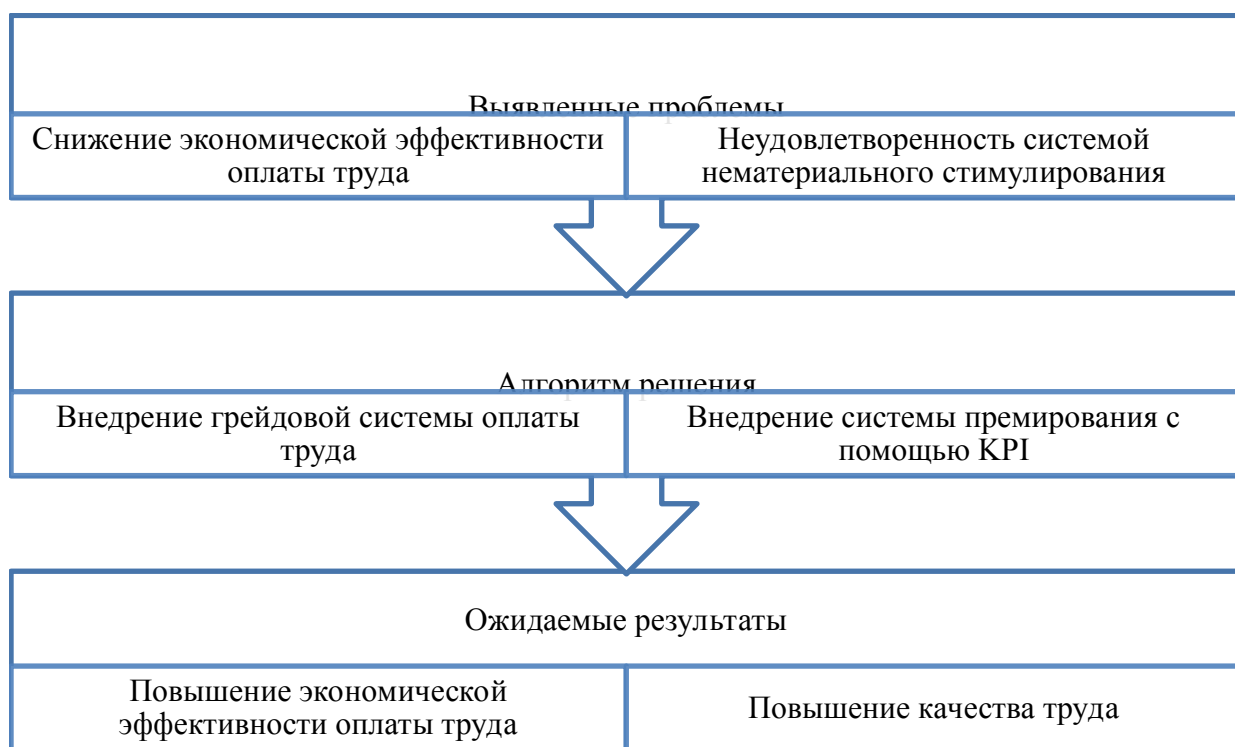 Выявленные проблемы
Снижение экономической эффективности
оплаты труда
Неудовлетворенность системой
нематериального стимулирования
Алгоритм решения
Внедрение грейдовой системы оплаты
труда
Внедрение системы премирования с
помощью KPI
Ожидаемые результаты
Повышение экономической
эффективности оплаты труда
Повышение качества труда